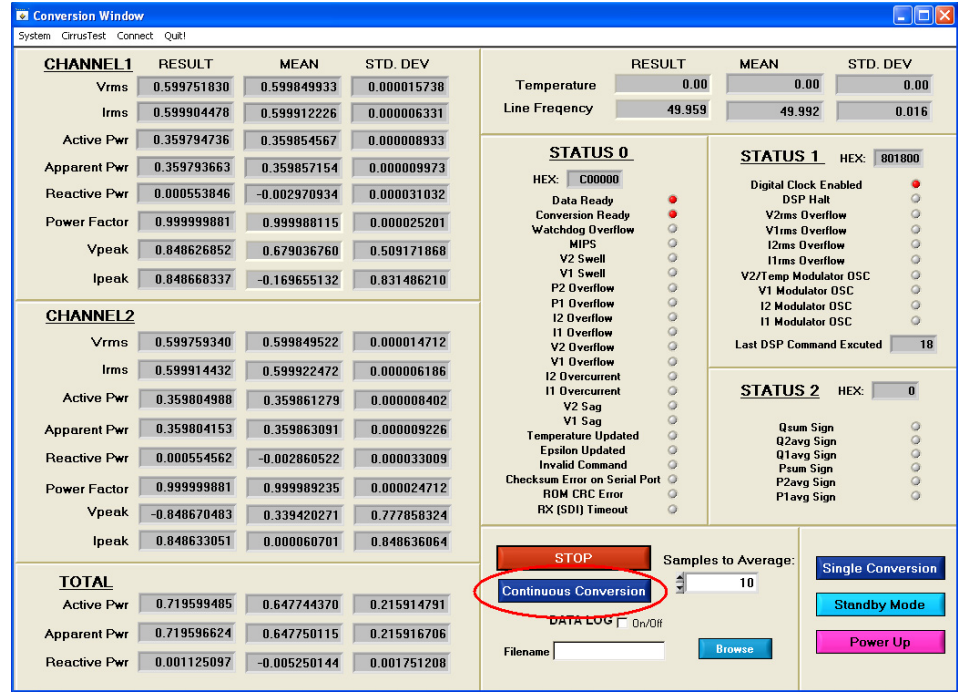 Conversion Window
System CirrusTest Connect Quit!
CHANNEL1 RESULT MEAN STD. DEV
Vrms 0.599751830 0.599849933 0.000015738
Irms 0.599904478 0.599912226 0.000006331
Active Pwr 0.359794736 0.359854567 0.000008933
Apparent Pwr 0.359793663 0.359857154 0.000009973
Reactive Pwr 0.000553846 -0.002970934 0.000031032
Power Factor 0.999999881 0.999988115 0.000025201
Vpeak 0.848626852 0.679036760 0.509171868
Ipeak 0.848668337 -0.169655132 0.831486210
CHANNEL2
Vrms 0.599759340 0.599849522 0.000014712
Irms 0.599914432 0.599922472 0.000006186
Active Pwr 0.359804988 0.359861279 0.000008402
Apparent Pwr 0.359804153 0.359863091 0.000009226
Reactive Pwr 0.000554562 -0.002860522 0.000033009
Power Factor 0.999999881 0.999989235 0.000024712
Vpeak -0.848670483 0.339420271 0.777858324
Ipeak 0.848633051 0.000060701 0.848636064
TOTAL
Active Pwr 0.719599485 0.647744370 0.215914791
Apparent Pwr 0.719596624 0.647750115 0.215916706
Reactive Pwr 0.001125097 -0.005250144 0.001751208
RESULT MEAN STD. DEV
Temperature 0.00 0.00 0.00
Line Freqency 49.959 49.992 0.016
STATUS 0
HEX: C00000
Data Ready
Conversion Ready
Watchdog Overflow
MIPS
V2 Swell
V1 Swell
P2 Overflow
P1 Overflow
I2 Overflow
I1 Overflow
V2 Overflow
V1 Overflow
I2 Overcurrent
I1 Overcurrent
V2 Sag
V1 Sag
Temperature Updated
Epsilon Updated
Invalid Command
Checksum Error on Serial Port
ROM CRC Error
RX (SDI) Timeout
STATUS 1 HEX: 801800
Digital Clock Enabled
DSP Halt
V2rms Overflow
V1rms Overflow
I2rms Overflow
I1rms Overflow
V2/Temp Modulator OSC
V1 Modulator OSC
I2 Modulator OSC
I1 Modulator OSC
Last DSP Command Excuted 18
STATUS 2 HEX: 0
Qsum Sign
Q2avg Sign
Q1avg Sign
Psum Sign
P2avg Sign
P1avg Sign
STOP
Continuous Conversion
Samples to Average:
10
DATA LOG On/Off
Filename Browse
Single Conversion
Standby Mode
Power Up